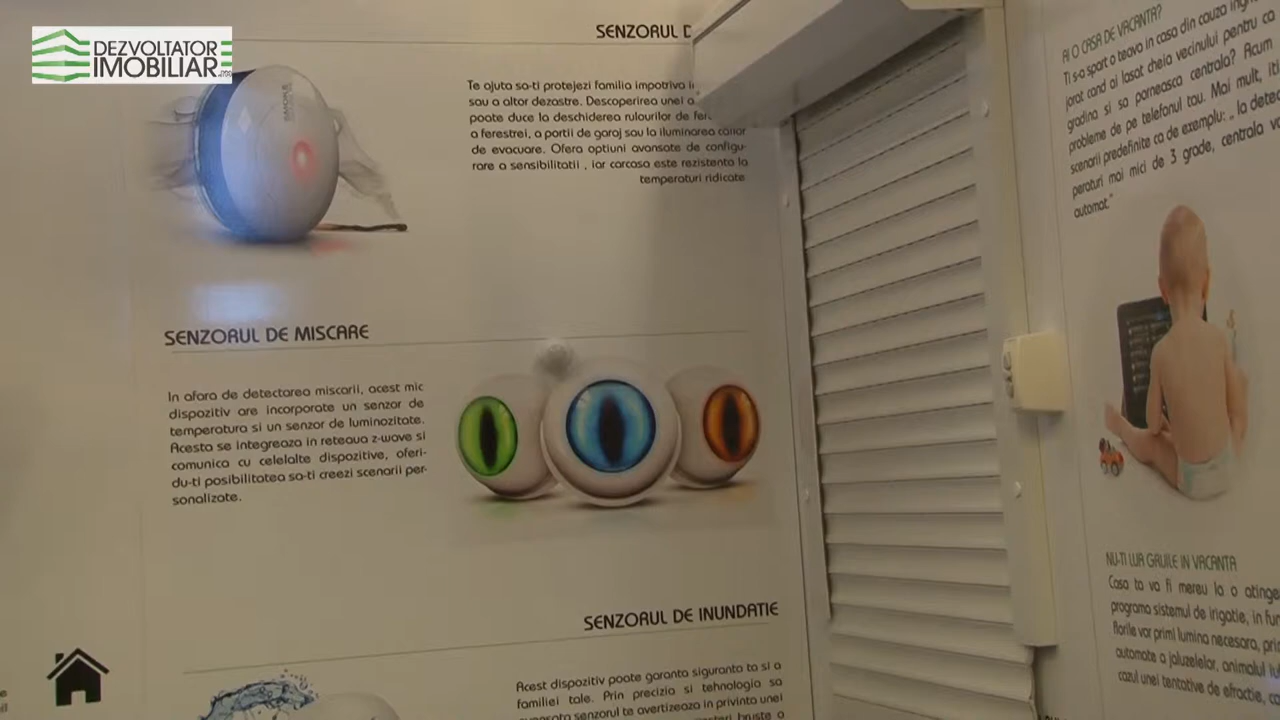 DEZVOLTATOR
IMOBILIAR
SENZORUL D
Te ajuta sa-ti protejezi familia impotriva
sau a altor dezastre. Descoperirea unei
poate duce la deschiderea rulourilor de
a ferestrei, a portii de garaj sau la iluminarea cailor
de evacuare. Ofera optiuni avansate de configu-
rare a sensibilitatii , iar carcasa este rezistenta la
temperaturi ridicate
SENZORUL DE MISCARE
In afara de detectarea miscarii, acest mic
dispozitiv are incorporate un senzor de
temperatura si un senzor de luminozitate.
Acesta se integreaza in reteaua z-wave si
comunica cu celelalte dispozitive, oferi-
du-ti posibilitatea sa-ti creezi scenarii per-
sonalizate.
SENZORUL DE INUNDATIE
Acest dispozitiv poate garanta siguranta ta si a
familiei tale. Prin precizia si tehnologia sa
senzorul te avertizeaza in privinta unei
bruste a
AI O CASA DE VACANTA?
Ti s-a spart o teava in casa din cauza
jarat cand ai lasat cheia vecinului pentru ca
gradina si sa porneasca centrala? Acum
probleme de pe telefonul tau. Mai mult, iti
scenarii predefinite ca de exemplu: „ la
peraturi mai mici de 3 grade, centrala
automat."
NU-TI LUA GRIJILE IN VACANTA
Casa ta va fi mereu la o
programa sistemul de irigatie, in
florile vor primi lumina necesara,
automate a jaluzelelor, animalul
cazul unei tentative de efractie,